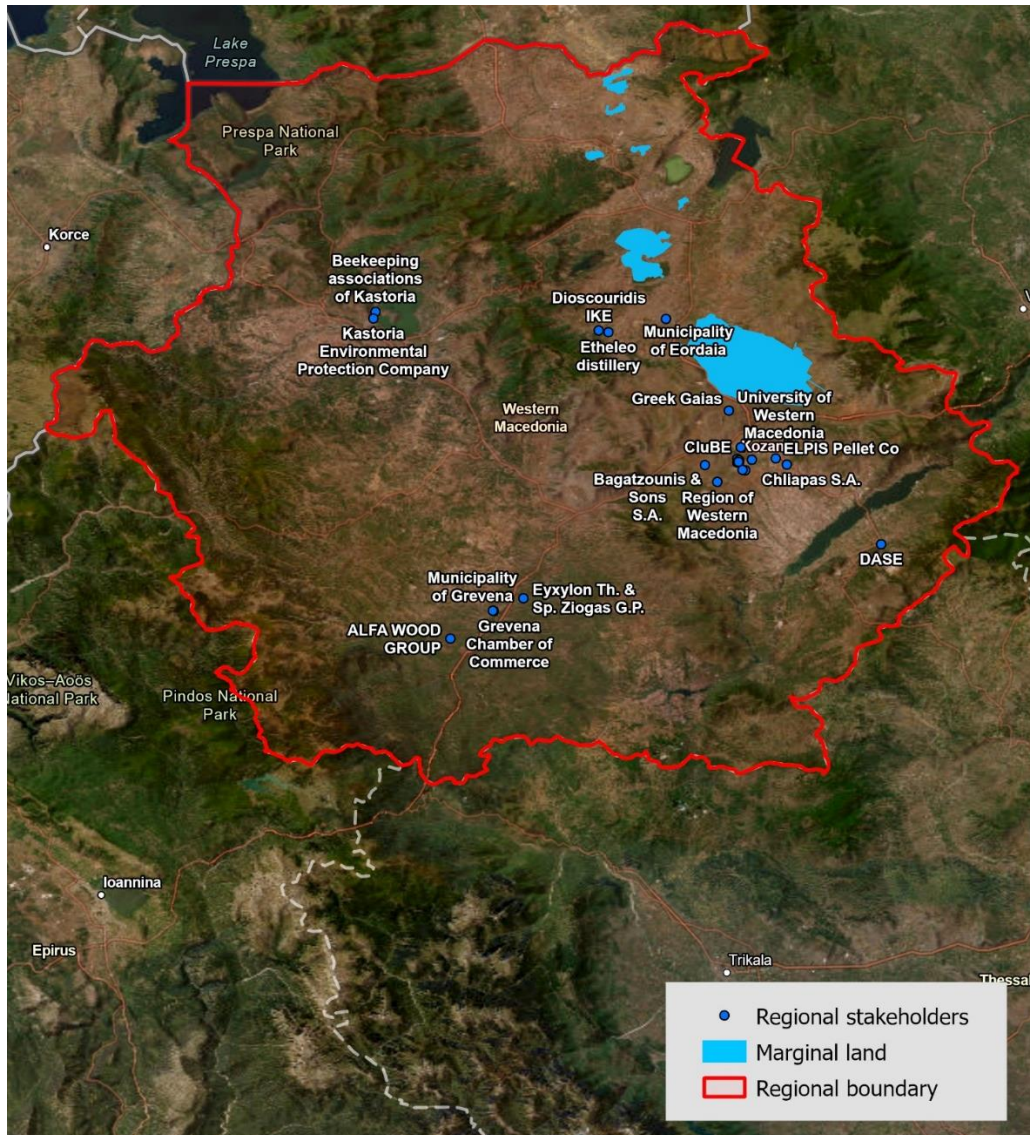 Lake
Prespa
Prespa National
Park
Korce
Beekeeping
associations
of Kastoria
Kastoria
Environmental
Protection Company
Dioscouridis
IKE
Etheleo
distillery
Municipality
of Eordaia
Western
Macedonia
Greek Gaias
University of
Western
Macedonia
CluBE
ELPIS Pellet Co
Chliapas S.A.
Bagatzounis &
Sons
S.A.
Region of
Western
Macedonia
DASE
Municipality
of Grevena
Eyxylon Th. &
Sp. Ziogas G.P.
ALFA WOOD
GROUP
Grevena
Chamber of
Commerce
Vikos–Aoös
National Park
Pindos National
Park
Ioannina
Epirus
Trikala
Regional stakeholders
Marginal land
Regional boundary